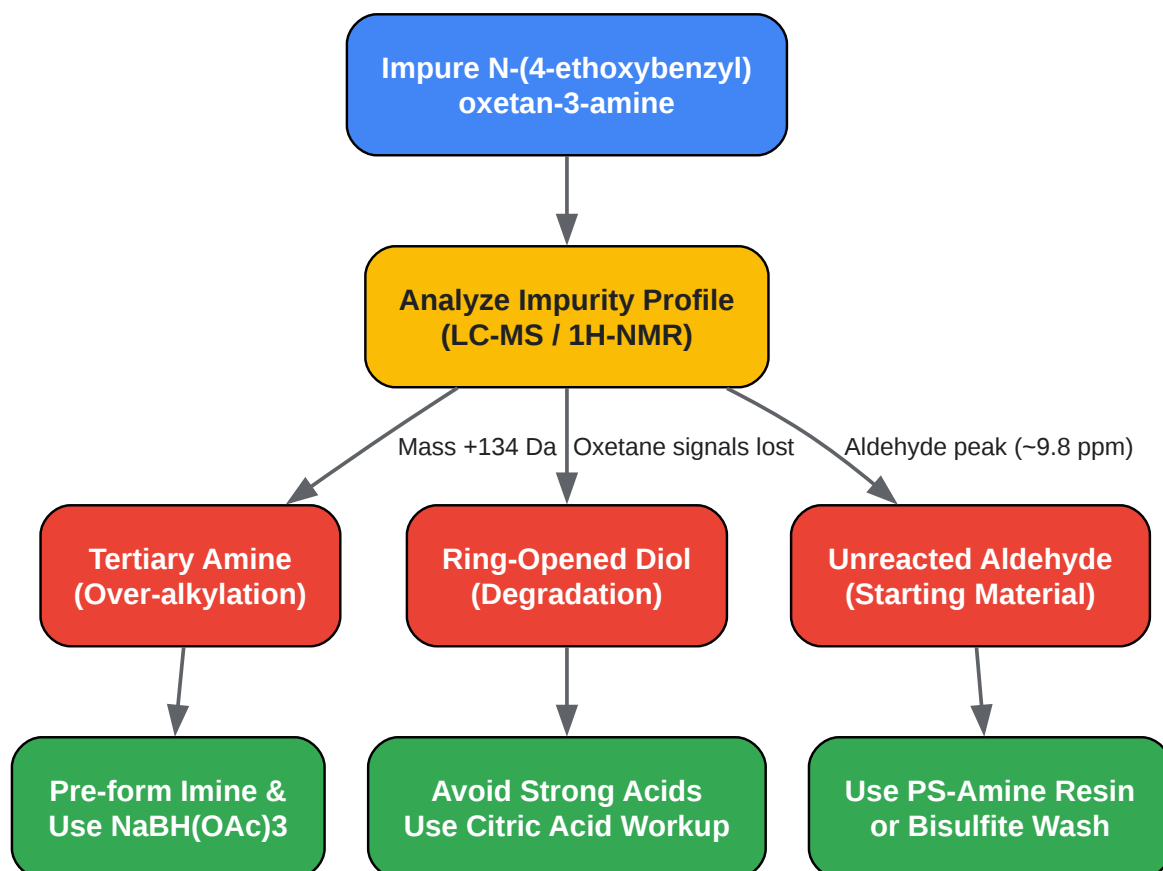 Impure N-(4-ethoxybenzyl)
oxetan-3-amine
Analyze Impurity Profile
(LC-MS / 1H-NMR)
Mass +134 Da
Oxetane signals lost
Aldehyde peak (~9.8 ppm)
Tertiary Amine
(Over-alkylation)
Ring-Opened Diol
(Degradation)
Unreacted Aldehyde
(Starting Material)
Pre-form Imine &
Use NaBH(OAc)3
Avoid Strong Acids
Use Citric Acid Workup
Use PS-Amine Resin
or Bisulfite Wash